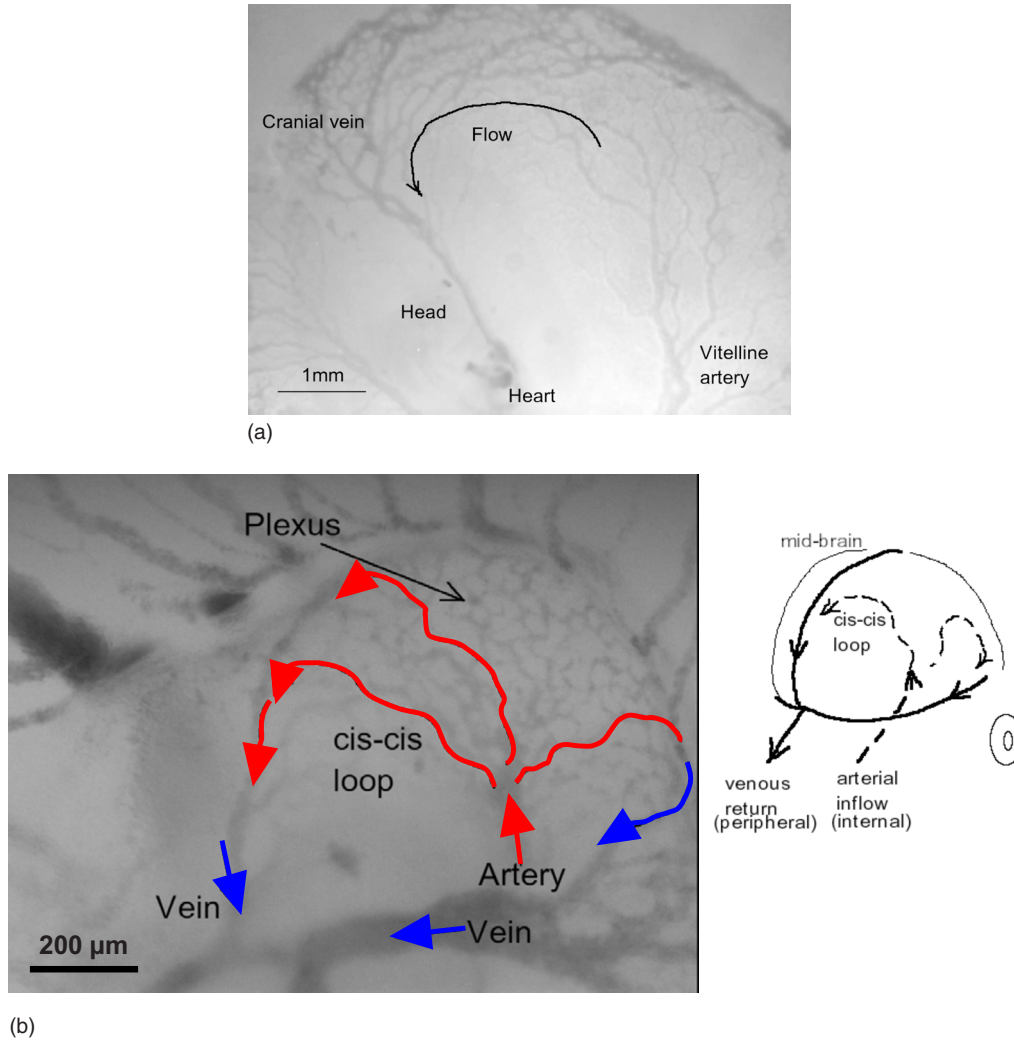 Cranial vein
Flow
Head
1mm
Vitelline
artery
Heart
(a)
Plexus
cis-cis
loop
Artery
Vein
Vein
200 µm
mid-brain
cis-cis
loop
venous
return
(peripheral)
arterial
inflow
(internal)
(b)